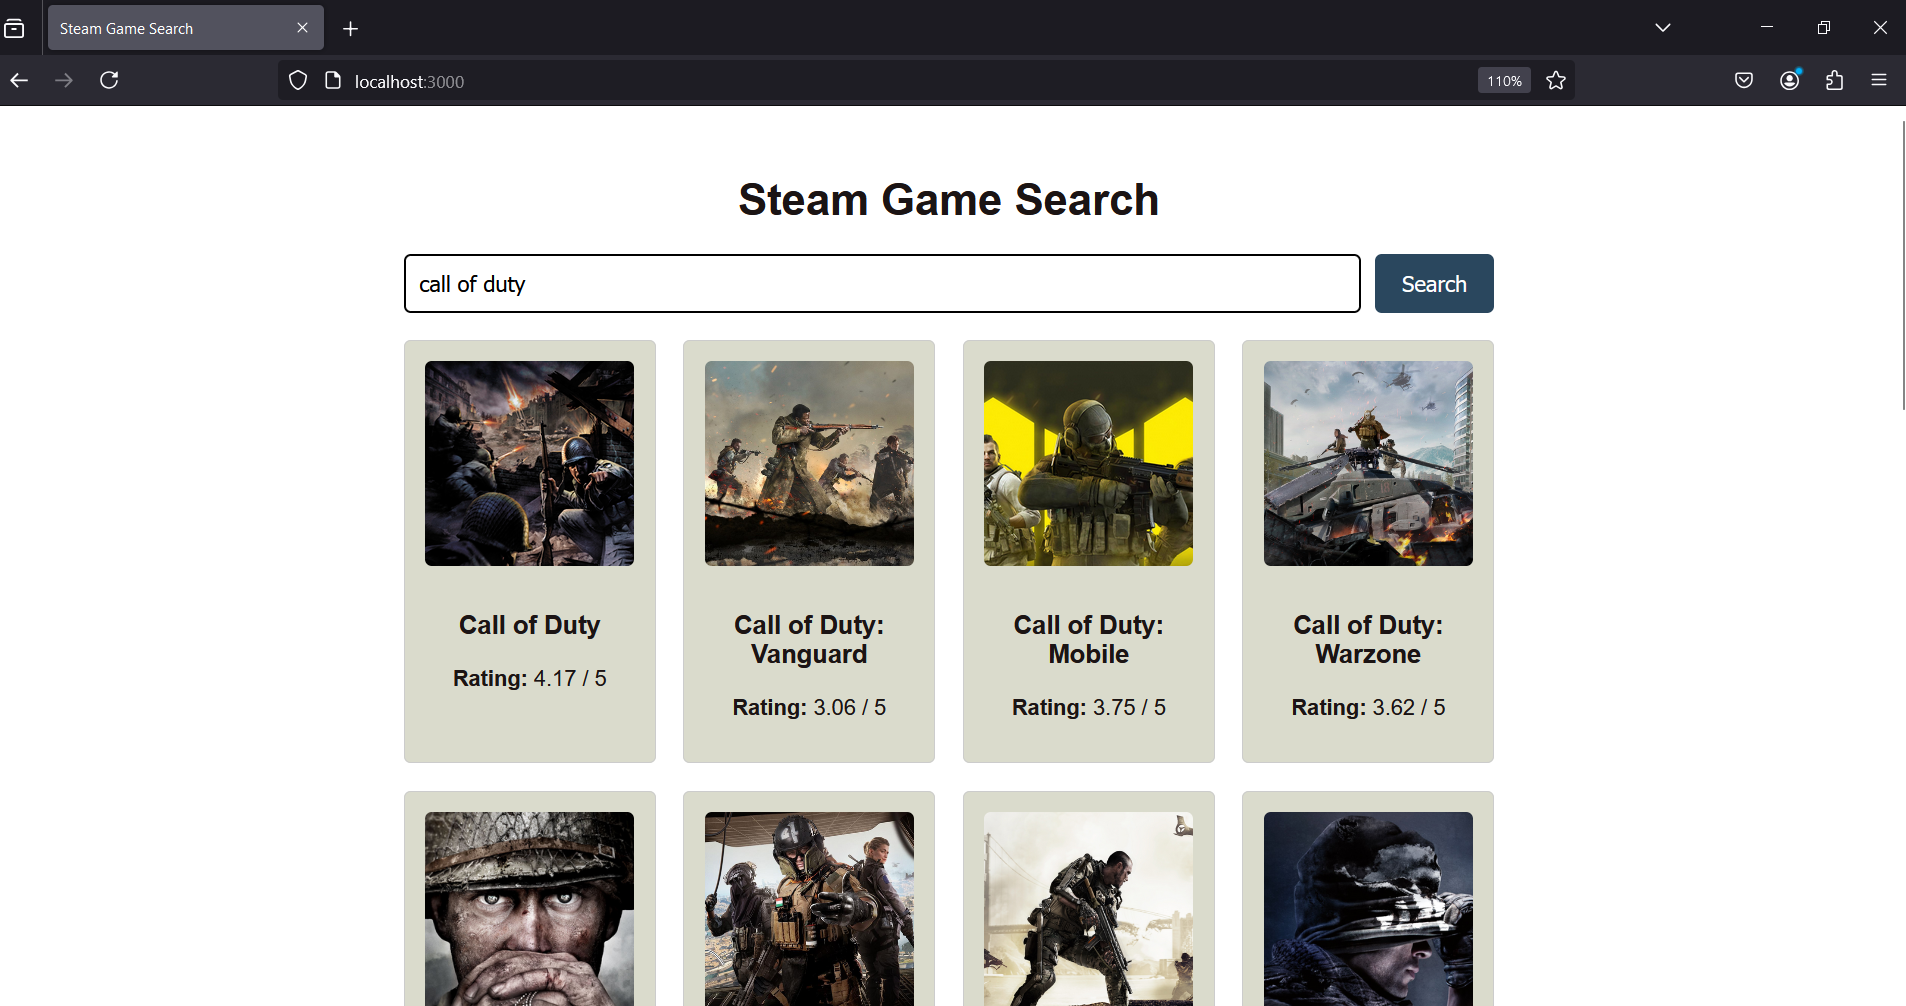 Steam Game Search
localhost:3000
110%
Steam Game Search
call of duty
Search
Call of Duty
Rating: 4.17 / 5
Call of Duty:
Vanguard
Rating: 3.06 / 5
Call of Duty:
Mobile
Rating: 3.75 / 5
Call of Duty:
Warzone
Rating: 3.62 / 5
4